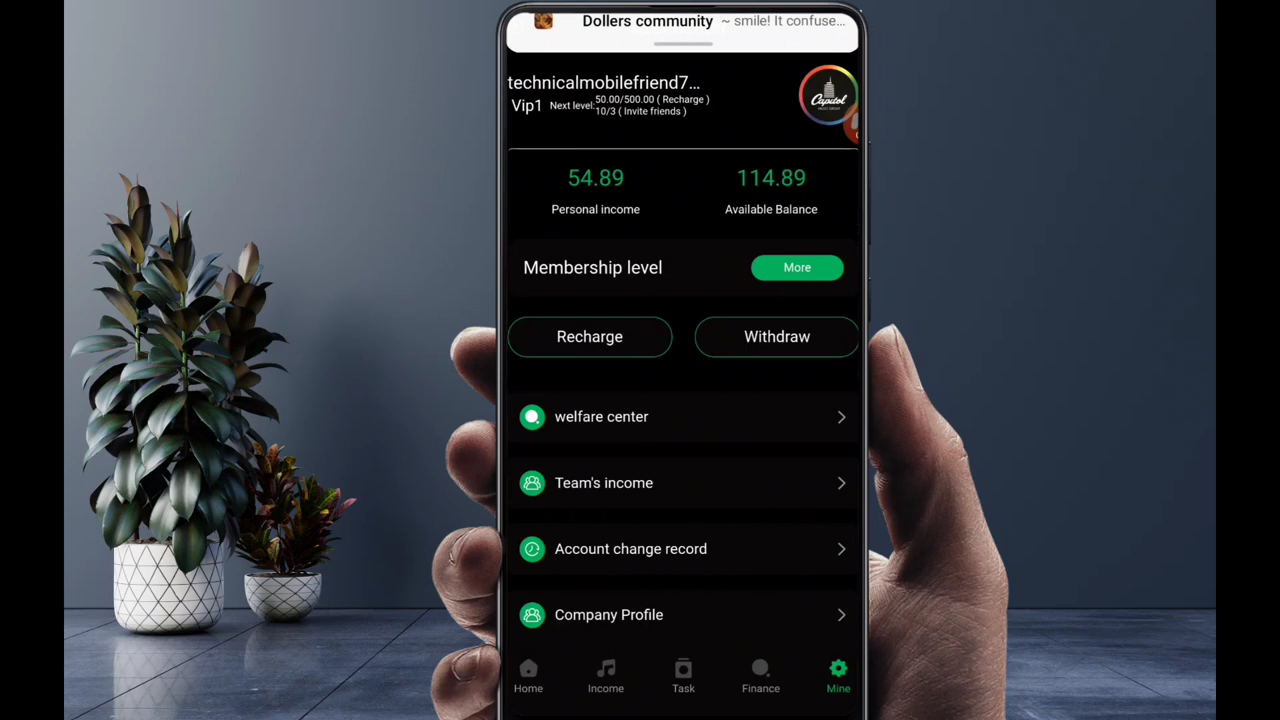 Dollers community ~ smile! It confuse...
technicalmobilefriend7...
Capitol
MUSIC GROUP
Vip1 Next level: 50.00/500.00 ( Recharge )
10/3 ( Invite friends )
54.89 114.89
Personal income Available Balance
Membership level More
Recharge Withdraw
welfare center
Team's income
Account change record
Company Profile
Home Income Task Finance Mine